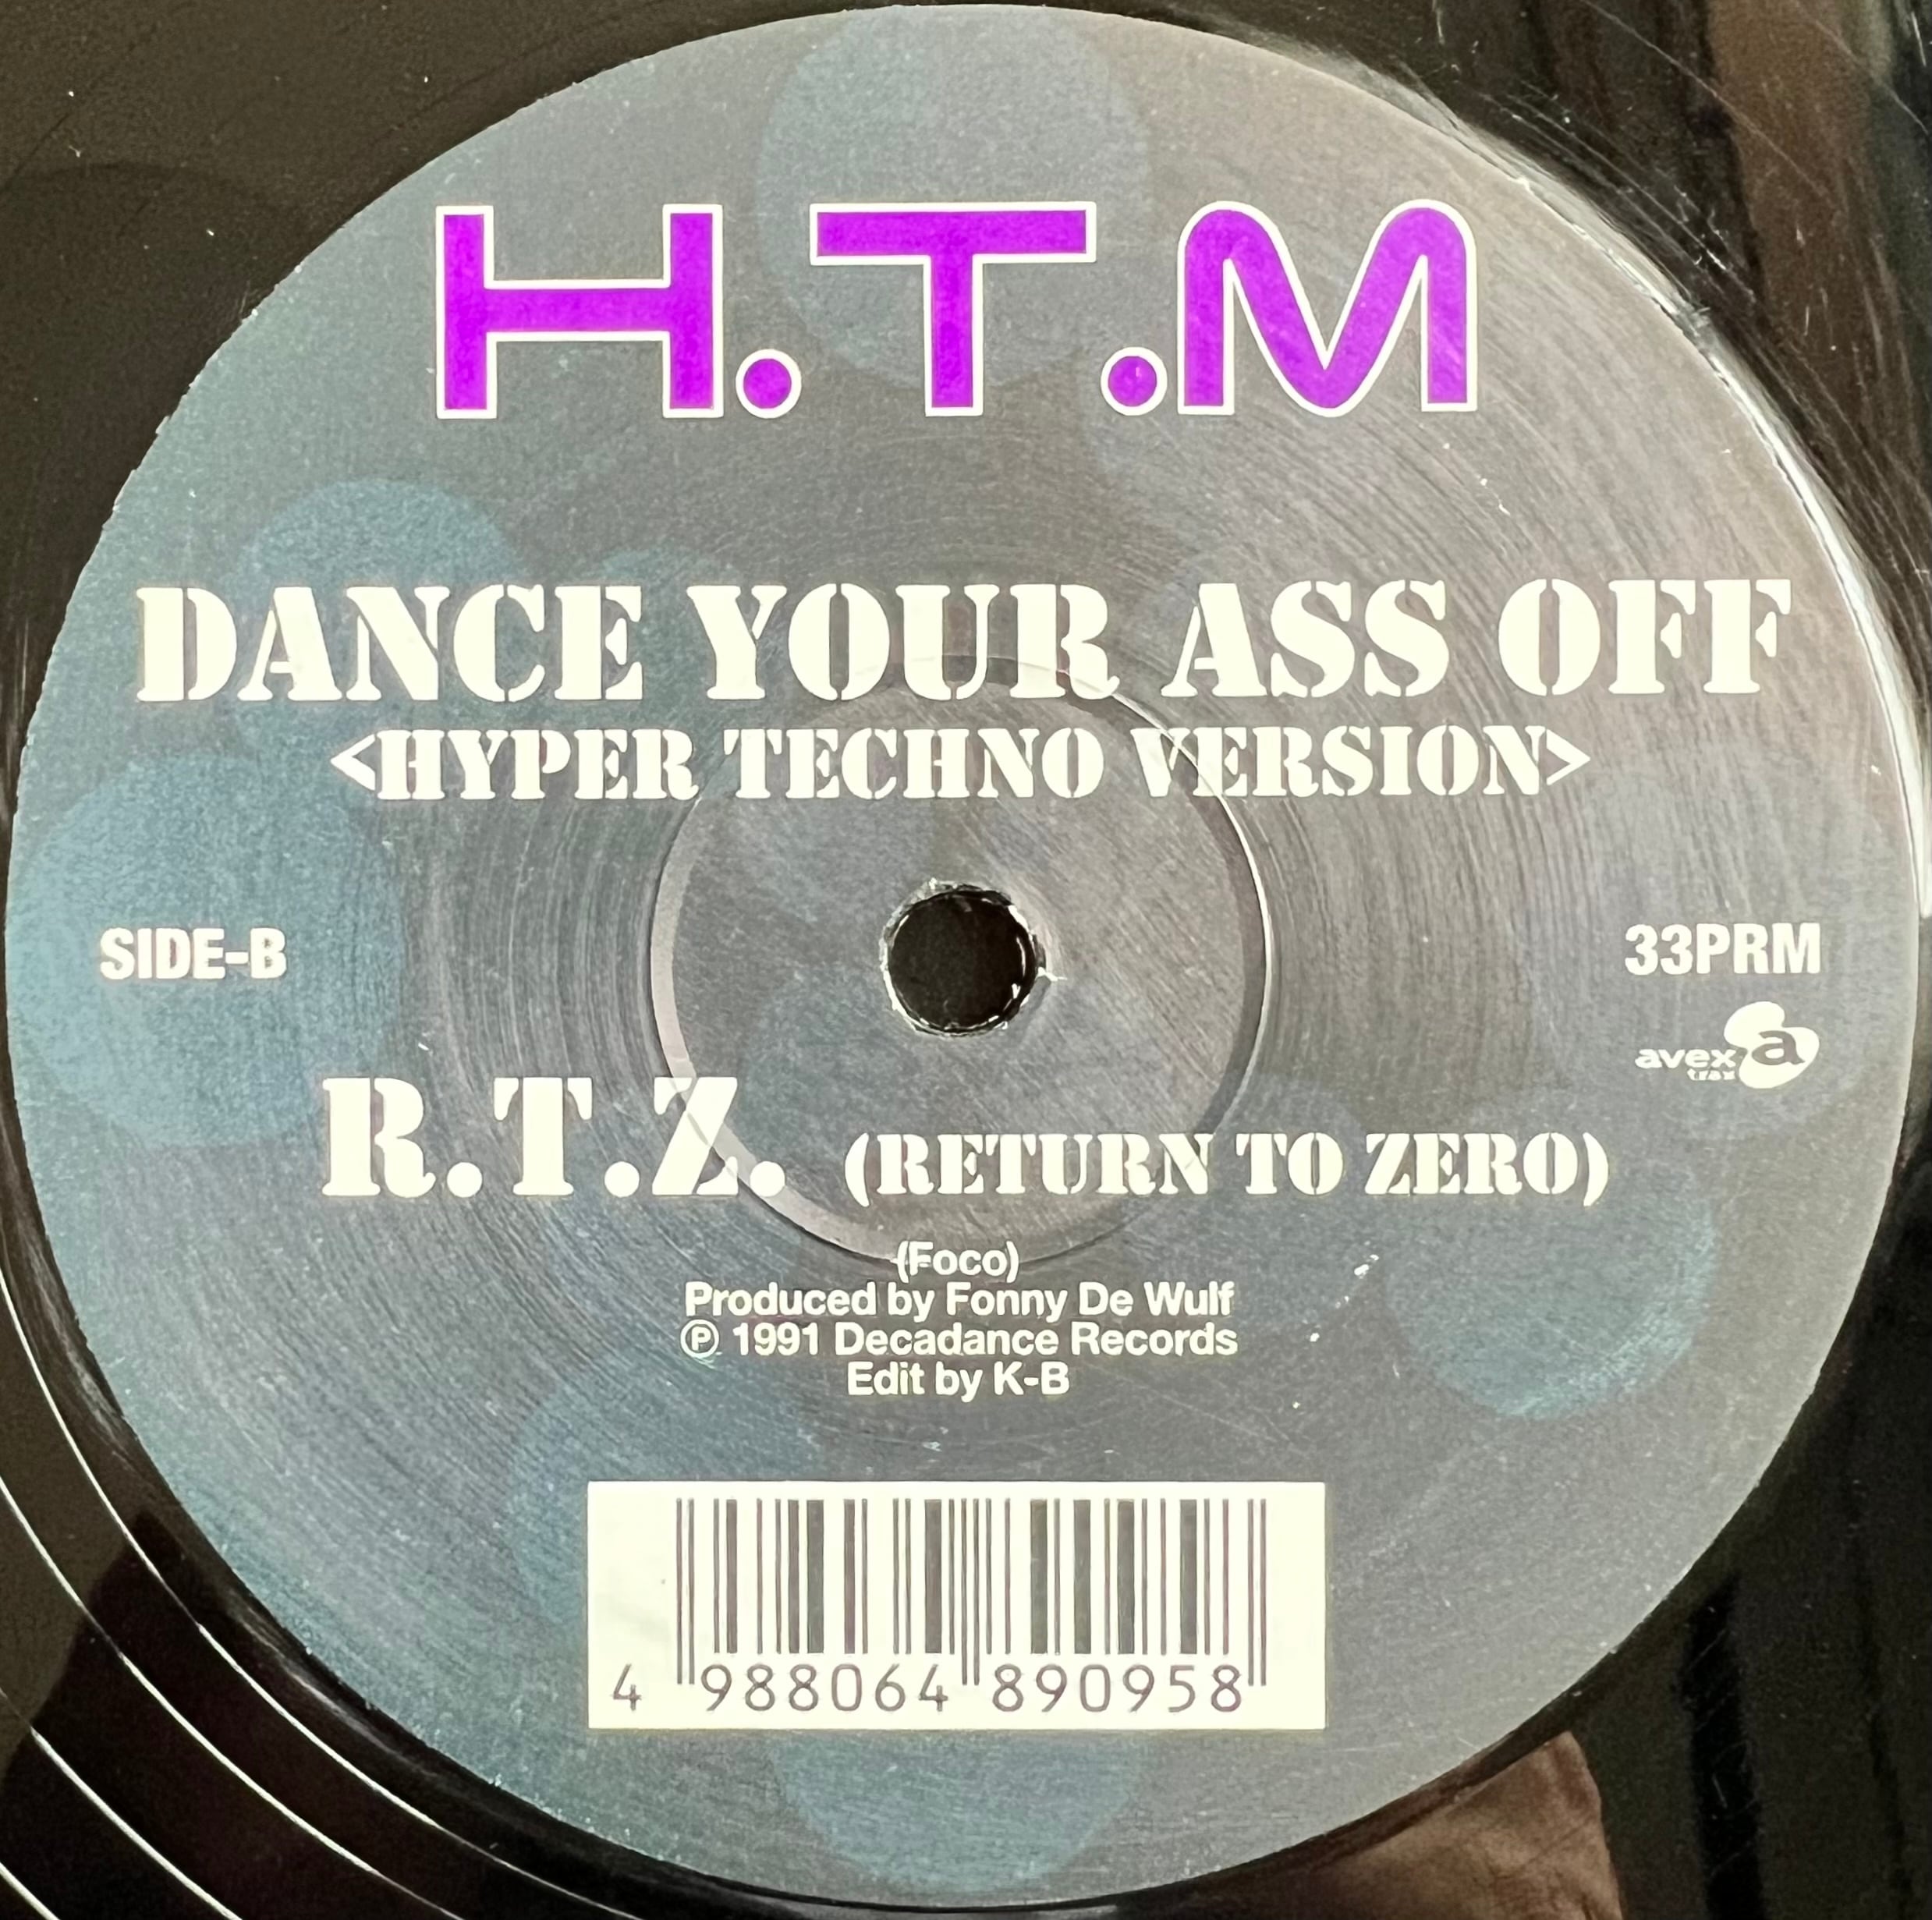 H.T.M
DANCE YOUR ASS OFF
<HYPER TECHNO VERSION>
SIDE-B
33PRM
avex a
trax
R.T.Z. (RETURN TO ZERO)
(Foco)
Produced by Fonny De Wulf
Ⓟ 1991 Decadance Records
Edit by K-B
4 988064 890958